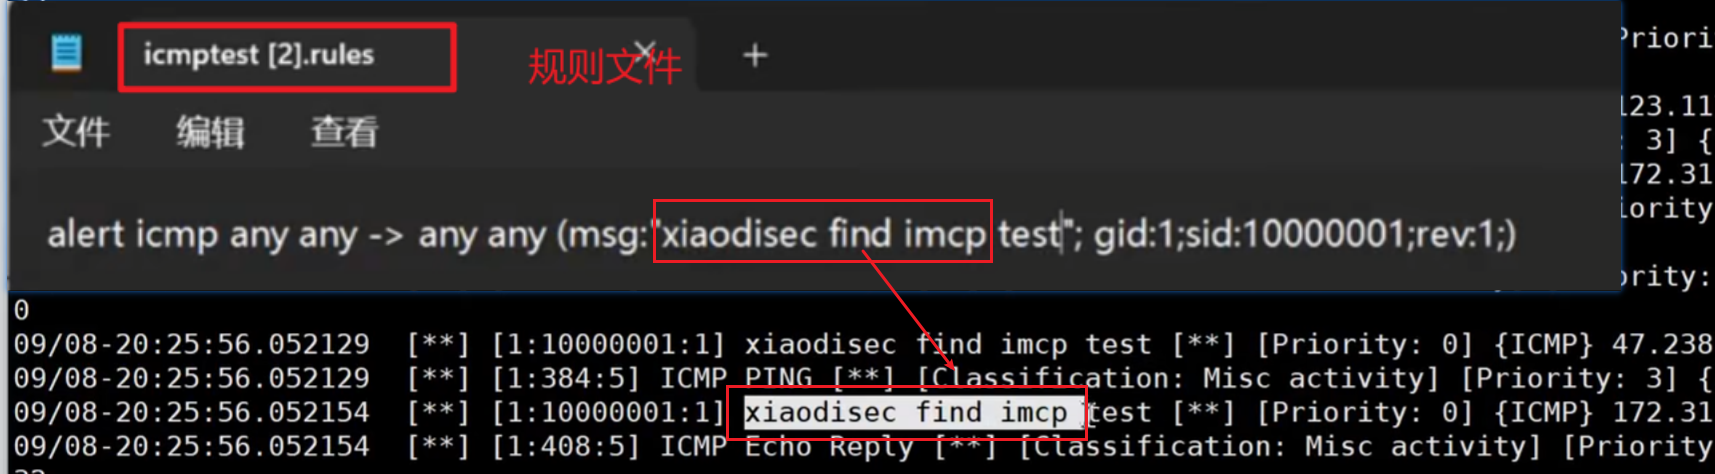 icmptest [2].rules
规则文件
文件 编辑 查看
alert icmp any any -> any any (msg:"xiaodisec find imcp test"; gid:1;sid:10000001;rev:1;)
Priori
123.11
: 3] {
172.31
iority
ority:
0
09/08-20:25:56.052129 [**] [1:10000001:1] xiaodisec find imcp test [**] [Priority: 0] {ICMP} 47.238
09/08-20:25:56.052129 [**] [1:384:5] ICMP PING [**] [Classification: Misc activity] [Priority: 3] {
09/08-20:25:56.052154 [**] [1:10000001:1] xiaodisec find imcp test [**] [Priority: 0] {ICMP} 172.31
09/08-20:25:56.052154 [**] [1:408:5] ICMP Echo Reply [**] [Classification: Misc activity] [Priority